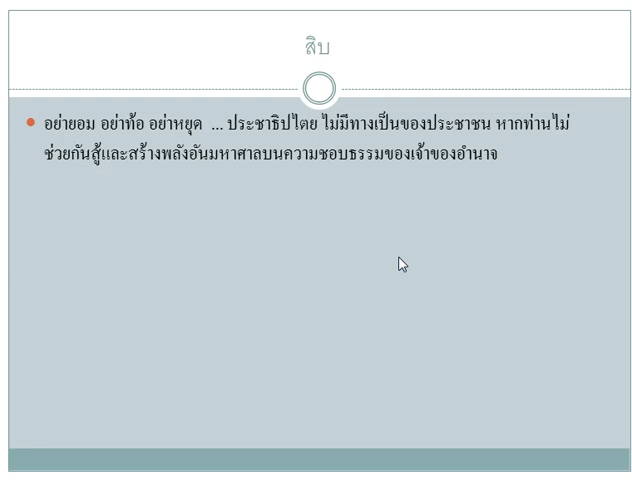 สิบ
อย่ายอม อย่าท้อ อย่าหยุด ... ประชาธิปไตย ไม่มีทางเป็นของประชาชน หากท่านไม่
ช่วยกันสู้และสร้างพลังอันมหาศาลบนความชอบธรรมของเจ้าของอำนาจ